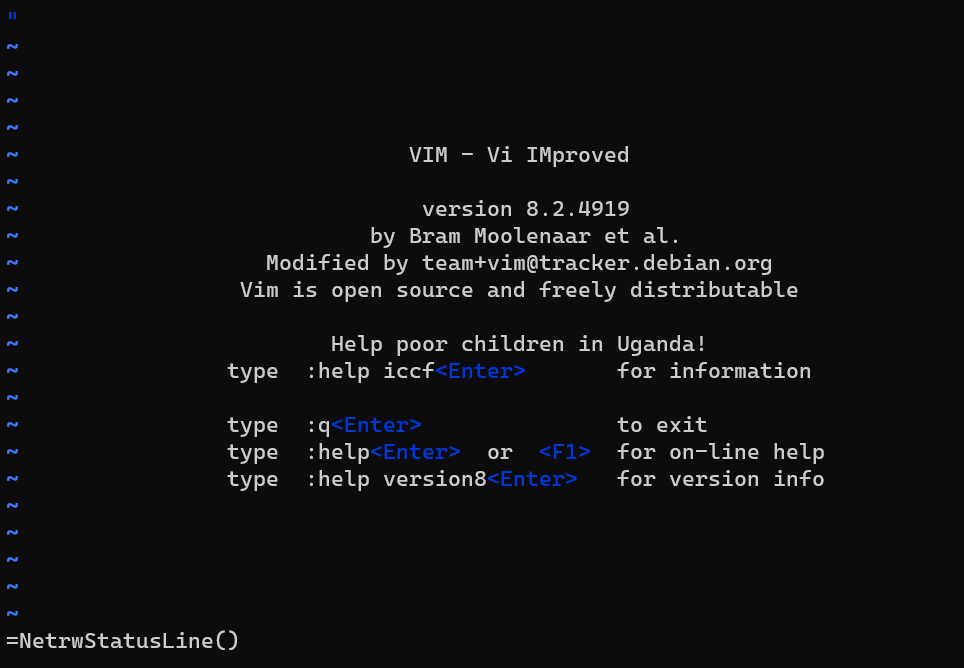 "
~
~
~
~
~ VIM - Vi IMproved
~
~ version 8.2.4919
~ by Bram Moolenaar et al.
~ Modified by team+vim@tracker.debian.org
~ Vim is open source and freely distributable
~
~ Help poor children in Uganda!
~ type :help iccf<Enter> for information
~
~ type :q<Enter> to exit
~ type :help<Enter> or <F1> for on-line help
~ type :help version8<Enter> for version info
~
~
~
~
~
=NetrwStatusLine()